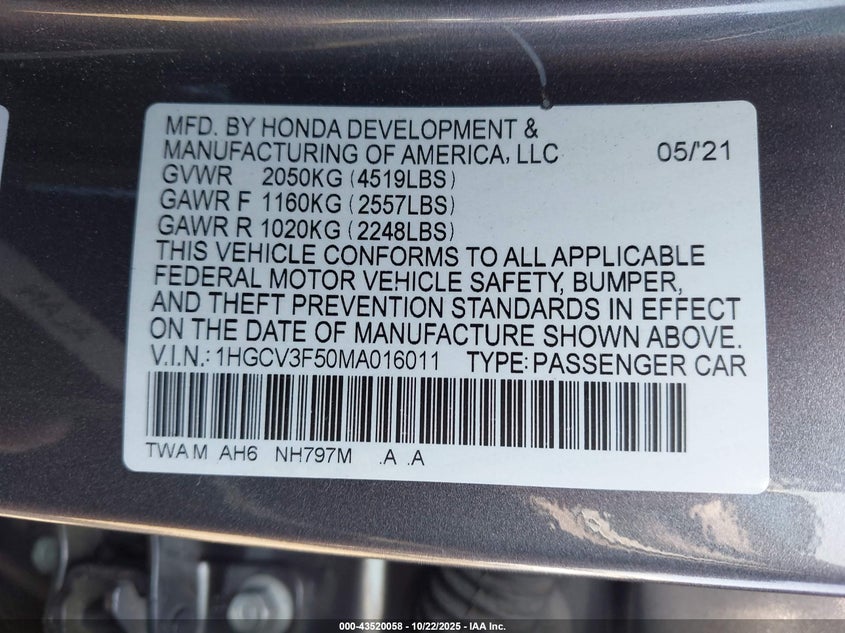 MFD. BY HONDA DEVELOPMENT &
MANUFACTURING OF AMERICA, LLC 05/'21
GVWR 2050KG (4519LBS)
GAWR F 1160KG (2557LBS)
GAWR R 1020KG (2248LBS)
THIS VEHICLE CONFORMS TO ALL APPLICABLE
FEDERAL MOTOR VEHICLE SAFETY, BUMPER,
AND THEFT PREVENTION STANDARDS IN EFFECT
ON THE DATE OF MANUFACTURE SHOWN ABOVE.
V.I.N.: 1HGCV3F50MA016011 TYPE: PASSENGER CAR
TWA M AH6 NH797M .A .A
000-43520058 - 10/22/2025 - IAA Inc.